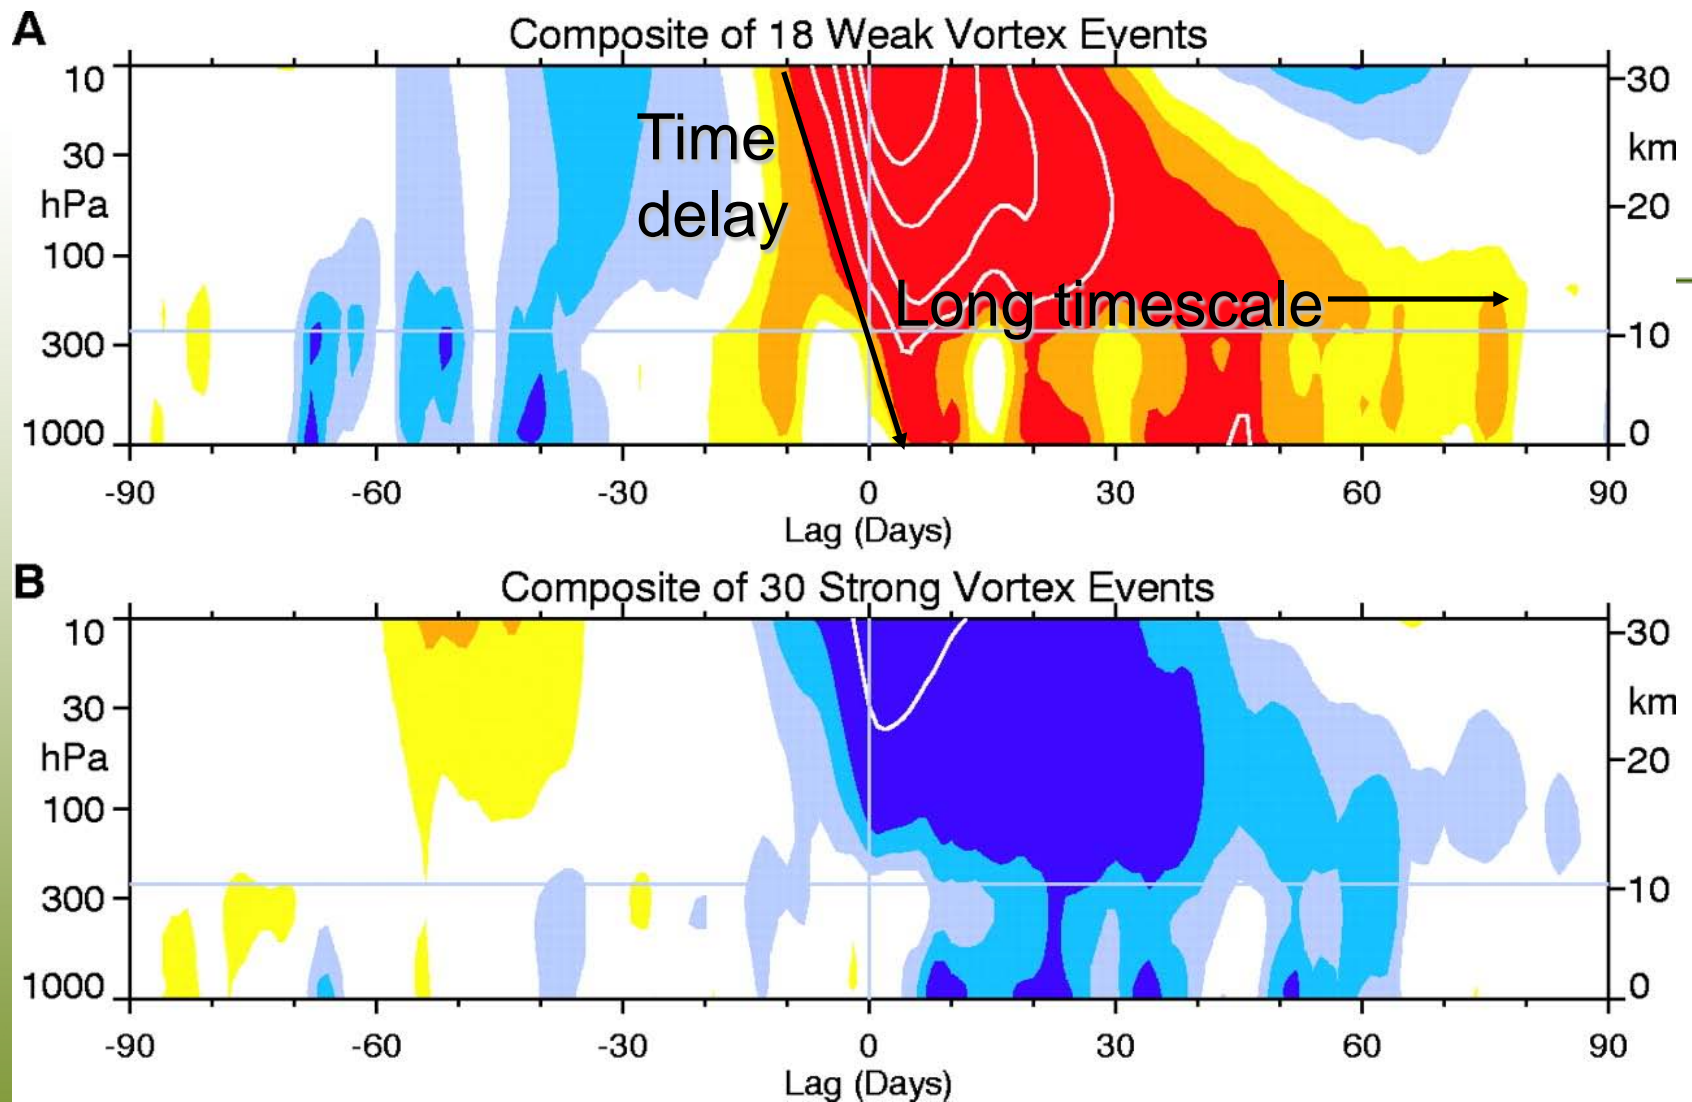 A
Composite of 18 Weak Vortex Events
10
30
hPa
100
300
1000
30
km
20
10
0
Time
delay
Long timescale
-90 -60 -30 0 30 60 90
Lag (Days)
B
Composite of 30 Strong Vortex Events
10
30
hPa
100
300
1000
30
km
20
10
0
-90 -60 -30 0 30 60 90
Lag (Days)